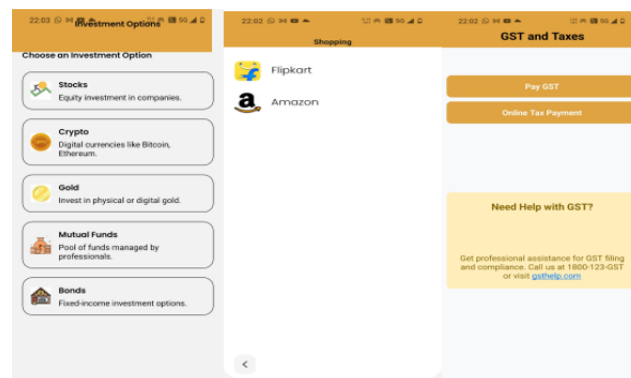 22:03
Investment Options
5G
Choose an Investment Option
Stocks
Equity investment in companies.
Crypto
Digital currencies like Bitcoin,
Ethereum.
Gold
Invest in physical or digital gold.
Mutual Funds
Pool of funds managed by
professionals.
Bonds
Fixed-income investment options.
22:02
5G
Shopping
Flipkart
a Amazon
22:02
5G
GST and Taxes
Pay GST
Online Tax Payment
Need Help with GST?
Get professional assistance for GST filing
and compliance. Call us at 1800-123-GST
or visit gsthelp.com